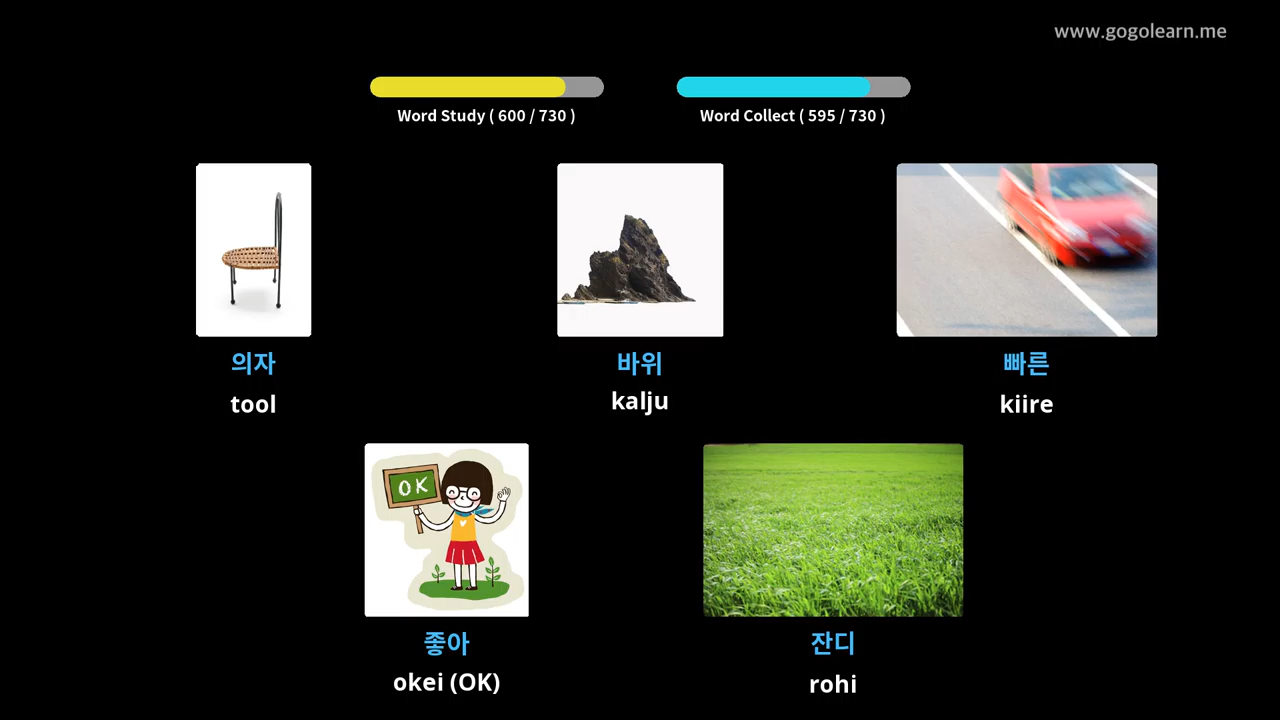 www.gogolearn.me
Word Study ( 600 / 730 )
Word Collect ( 595 / 730 )
의자
tool
바위
kalju
빠른
kiire
OK
좋아
okei (OK)
잔디
rohi